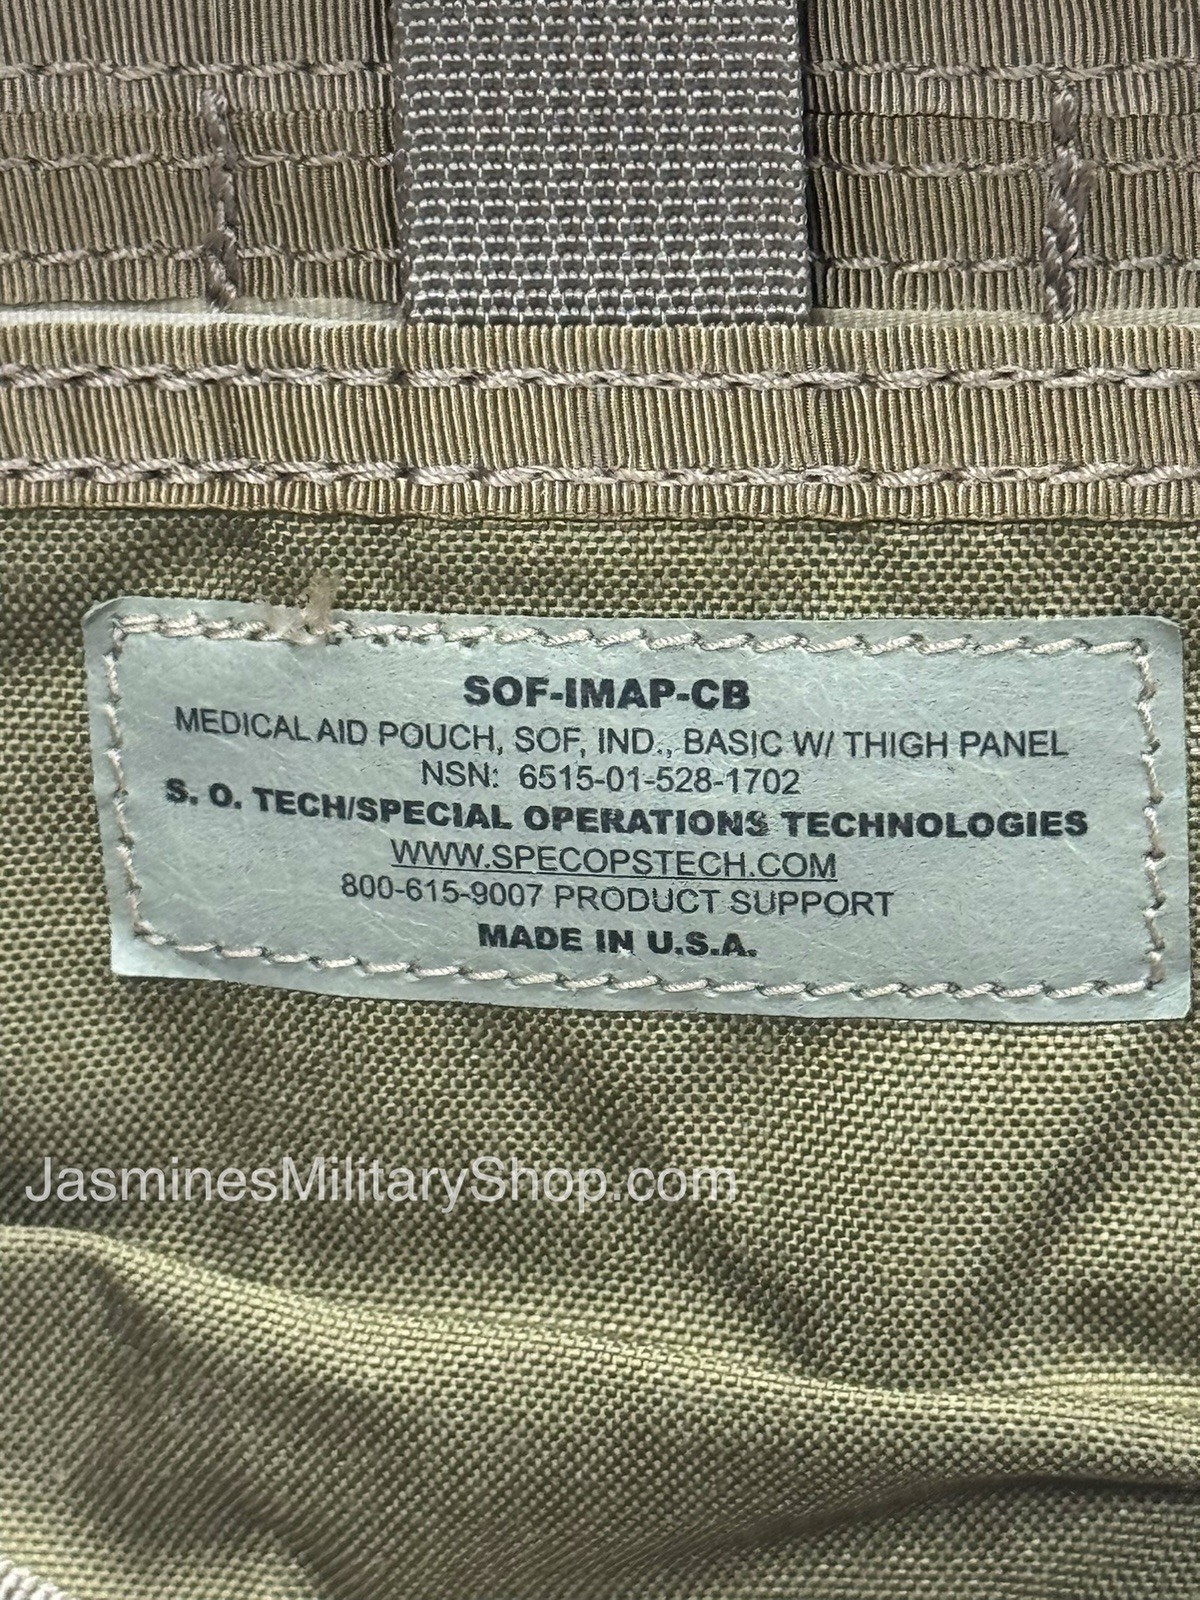 SOF-IMAP-CB
MEDICAL AID POUCH, SOF, IND., BASIC W/ THIGH PANEL
NSN: 6515-01-528-1702
S. O. TECH/SPECIAL OPERATIONS TECHNOLOGIES
WWW.SPECOPSTECH.COM
800-615-9007 PRODUCT SUPPORT
MADE IN U.S.A.
JasminesMilitaryShop.com